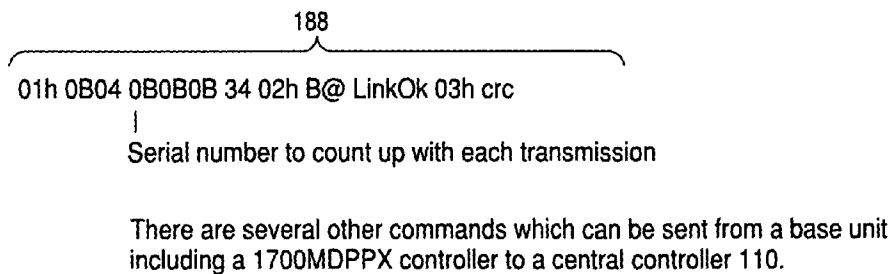 188
01h 0B04 0B0B0B 34 02h B@ LinkOk 03h crc
Serial number to count up with each transmission
There are several other commands which can be sent from a base unit
including a 1700MDPPX controller to a central controller 110.